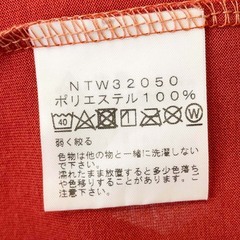 NTW32050
ポリエステル100%
40 W
弱く絞る
色物は他の物と一緒に洗濯しない
で下さい。
濡れたまま放置すると多少色落ち
や色移りすることがありますので
ご注意下さい。